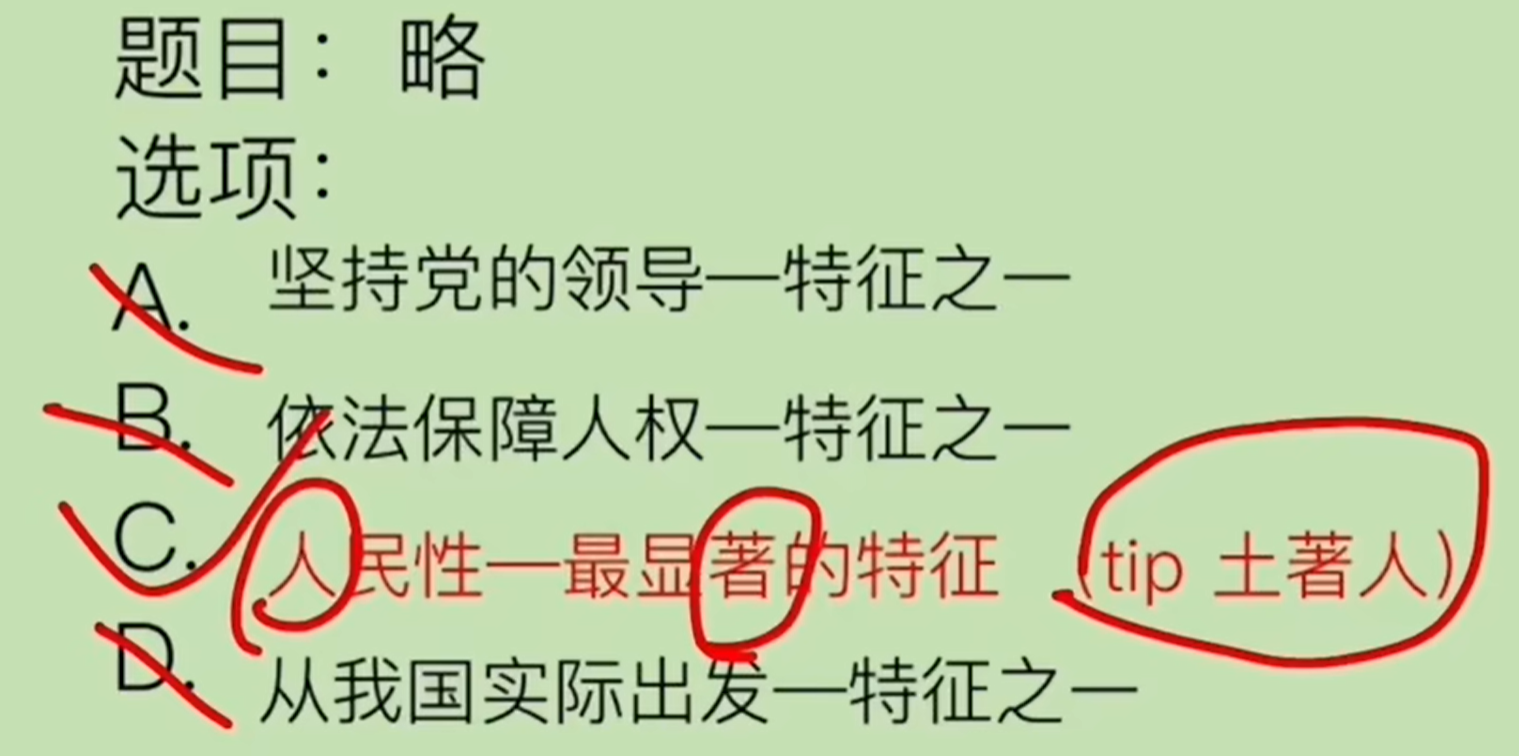 题目：略
选项：
A. 坚持党的领导—特征之一
B. 依法保障人权—特征之一
C. 人民性—最显著的特征 (tip 土著人)
D. 从我国实际出发—特征之一